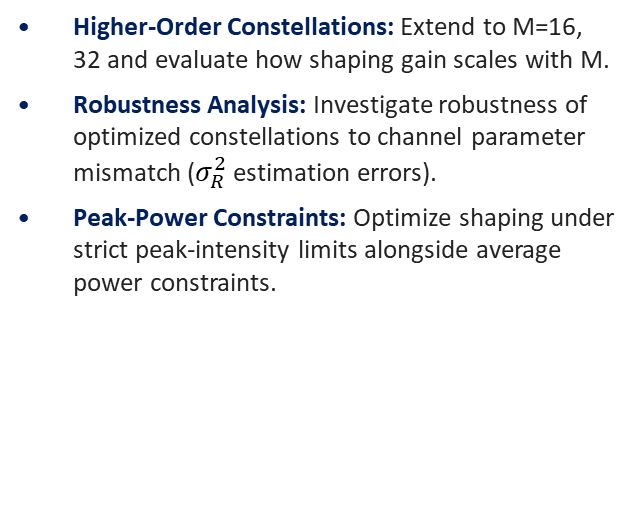 • Higher-Order Constellations: Extend to M=16,
32 and evaluate how shaping gain scales with M.
• Robustness Analysis: Investigate robustness of
optimized constellations to channel parameter
mismatch (σ_R^2 estimation errors).
• Peak-Power Constraints: Optimize shaping under
strict peak-intensity limits alongside average
power constraints.